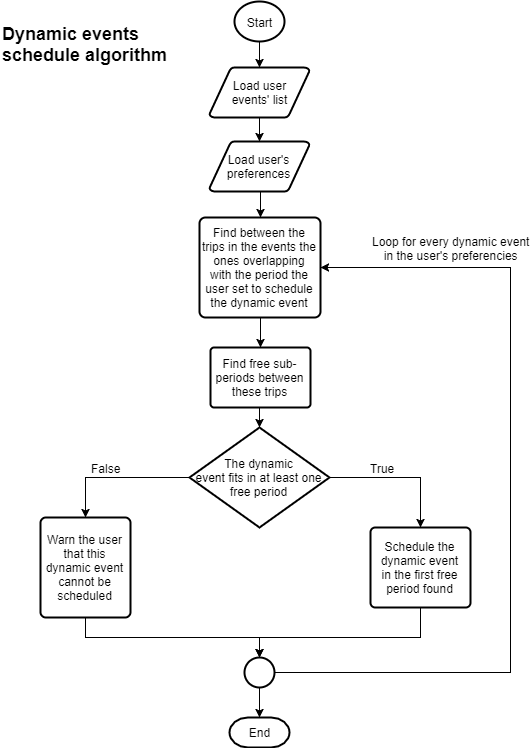 Dynamic events
schedule algorithm
Start
Load user
events' list
Load user's
preferences
Find between the
trips in the events the
ones overlapping
with the period the
user set to schedule
the dynamic event
Loop for every dynamic event
in the user's preferencies
Find free sub-
periods between
these trips
The dynamic
event fits in at least one
free period
False
True
Warn the user
that this
dynamic event
cannot be
scheduled
Schedule the
dynamic event
in the first free
period found
End